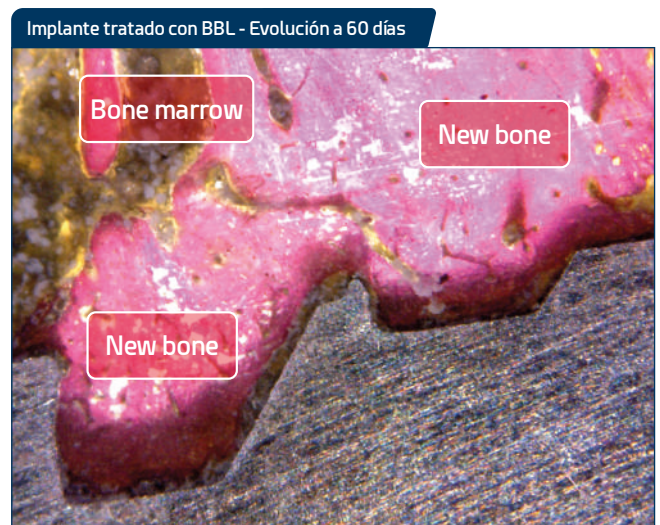 Implante tratado con BBL - Evolución a 60 días
Bone marrow
New bone
New bone